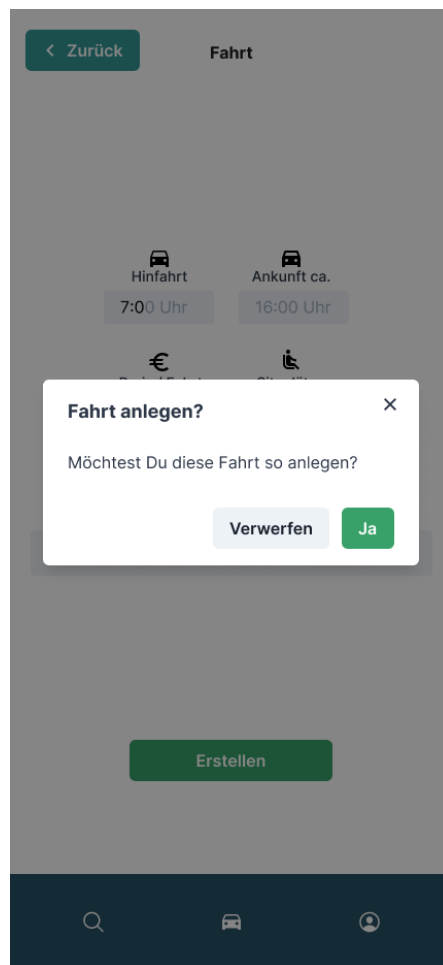 Zurück
Fahrt
Hinfahrt
Ankunft ca.
7:00 Uhr
16:00 Uhr
Fahrt anlegen?
Möchtest Du diese Fahrt so anlegen?
Verwerfen
Ja
Erstellen